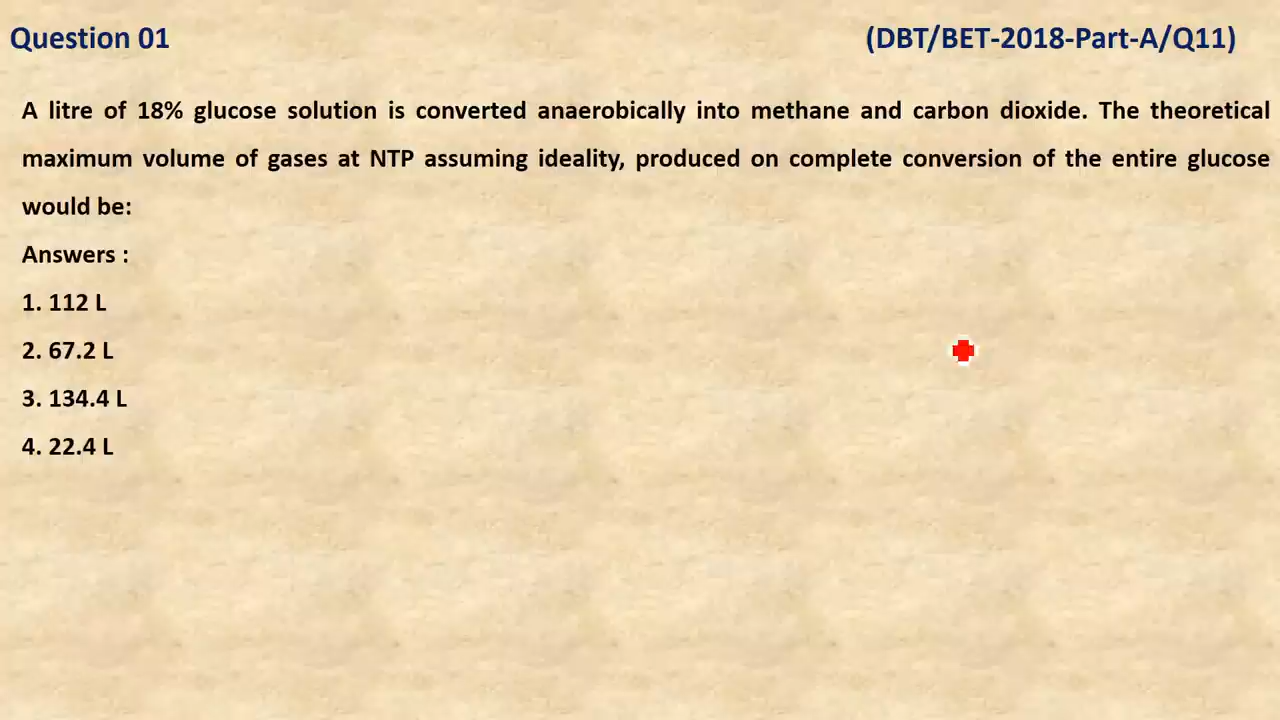 Question 01 (DBT/BET-2018-Part-A/Q11)
A litre of 18% glucose solution is converted anaerobically into methane and carbon dioxide. The theoretical
maximum volume of gases at NTP assuming ideality, produced on complete conversion of the entire glucose
would be:
Answers :
1. 112 L
2. 67.2 L
3. 134.4 L
4. 22.4 L